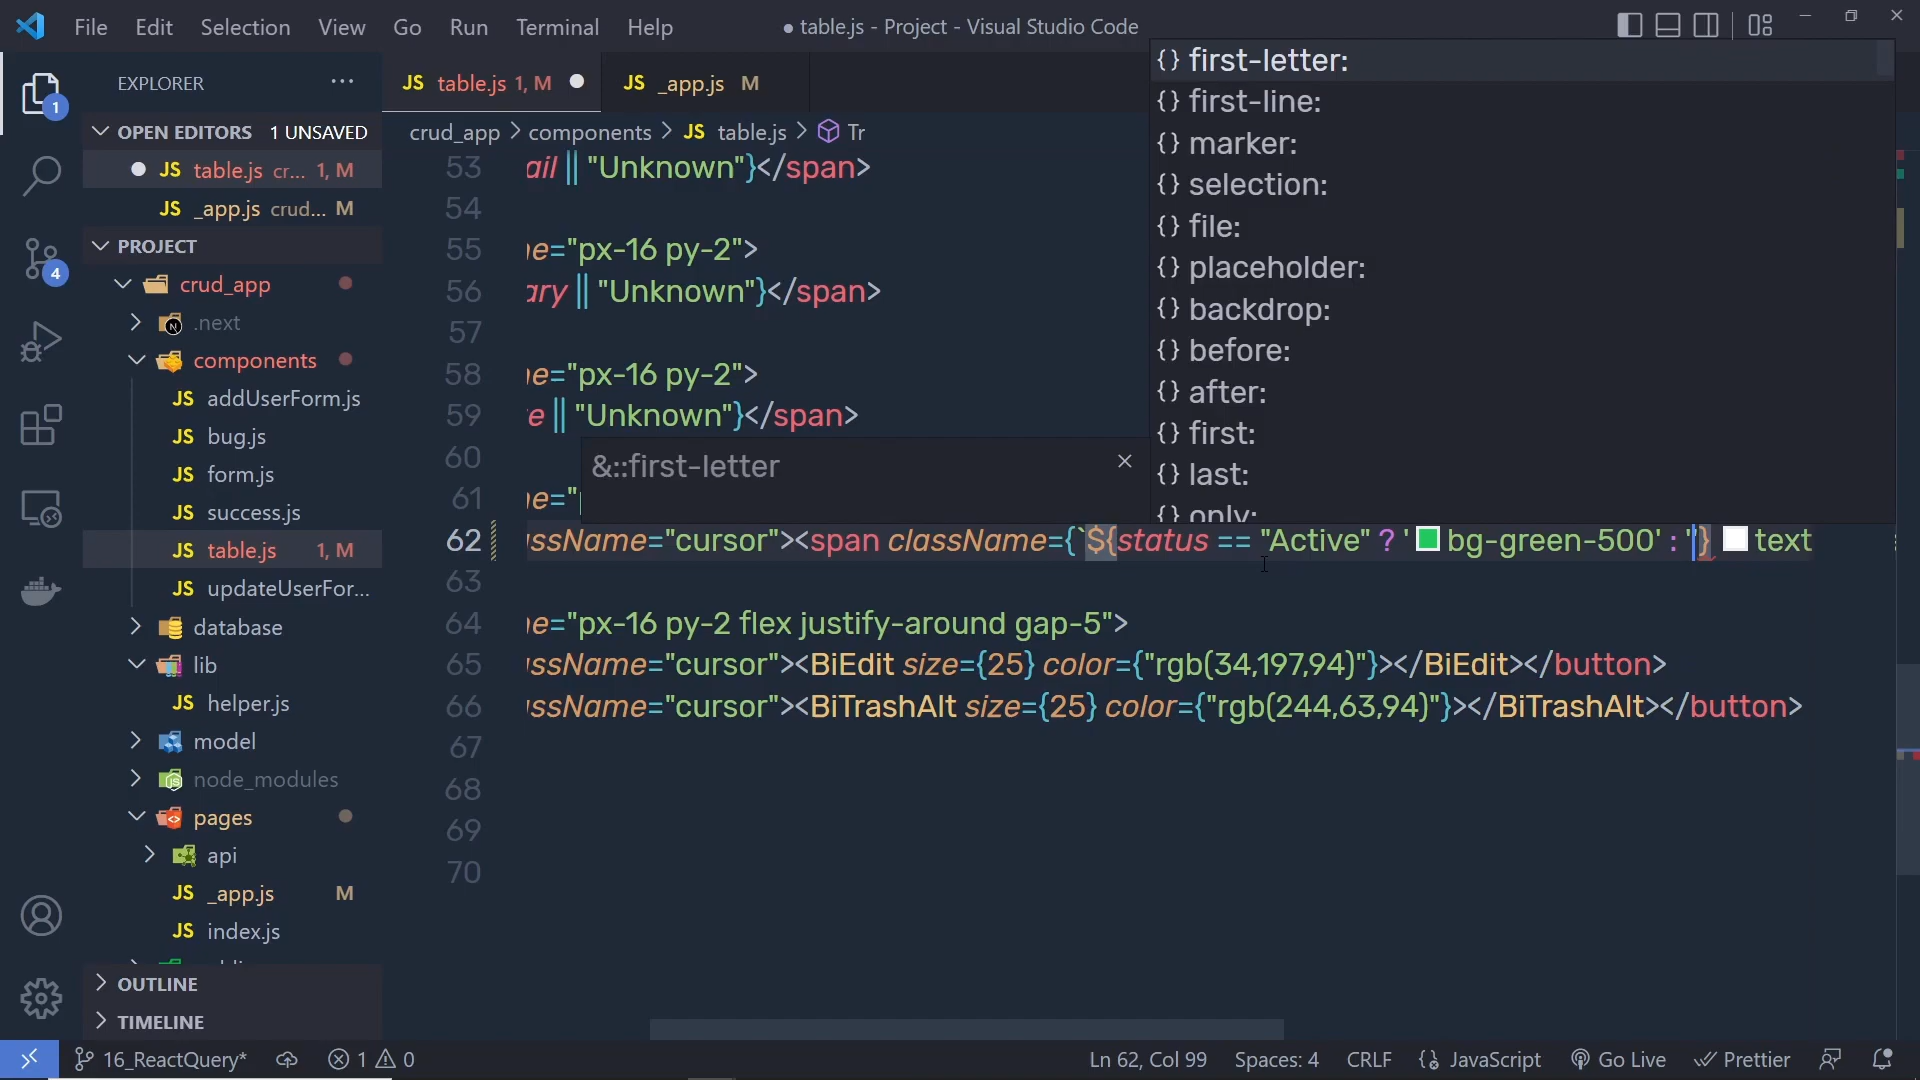 File Edit Selection View Go Run Terminal Help
● table.js - Project - Visual Studio Code
EXPLORER ···
1
OPEN EDITORS 1 UNSAVED
JS table.js cr... 1, M
JS _app.js crud... M
PROJECT
4
crud_app
.next
components
JS addUserForm.js
JS bug.js
JS form.js
JS success.js
JS table.js 1, M
JS updateUserFor...
database
lib
JS helper.js
model
node_modules
pages
api
JS _app.js M
JS index.js
OUTLINE
TIMELINE
JS table.js 1, M ●
JS _app.js M
crud_app > components > JS table.js > Tr
53 ail || "Unknown"}</span>
54
55 e="px-16 py-2">
56 ary || "Unknown"}</span>
57
58 e="px-16 py-2">
59 e || "Unknown"}</span>
60
61 e="
62 ssName="cursor"><span className={`${status == "Active" ? 'bg-green-500' : ''} text
63
64 e="px-16 py-2 flex justify-around gap-5">
65 ssName="cursor"><BiEdit size={25} color={"rgb(34,197,94)"}></BiEdit></button>
66 ssName="cursor"><BiTrashAlt size={25} color={"rgb(244,63,94)"}></BiTrashAlt></button>
67
68
69
70
&::first-letter ×
{} first-letter:
{} first-line:
{} marker:
{} selection:
{} file:
{} placeholder:
{} backdrop:
{} before:
{} after:
{} first:
{} last:
{} only:
16_ReactQuery* 1 0
Ln 62, Col 99 Spaces: 4 CRLF {} JavaScript Go Live Prettier